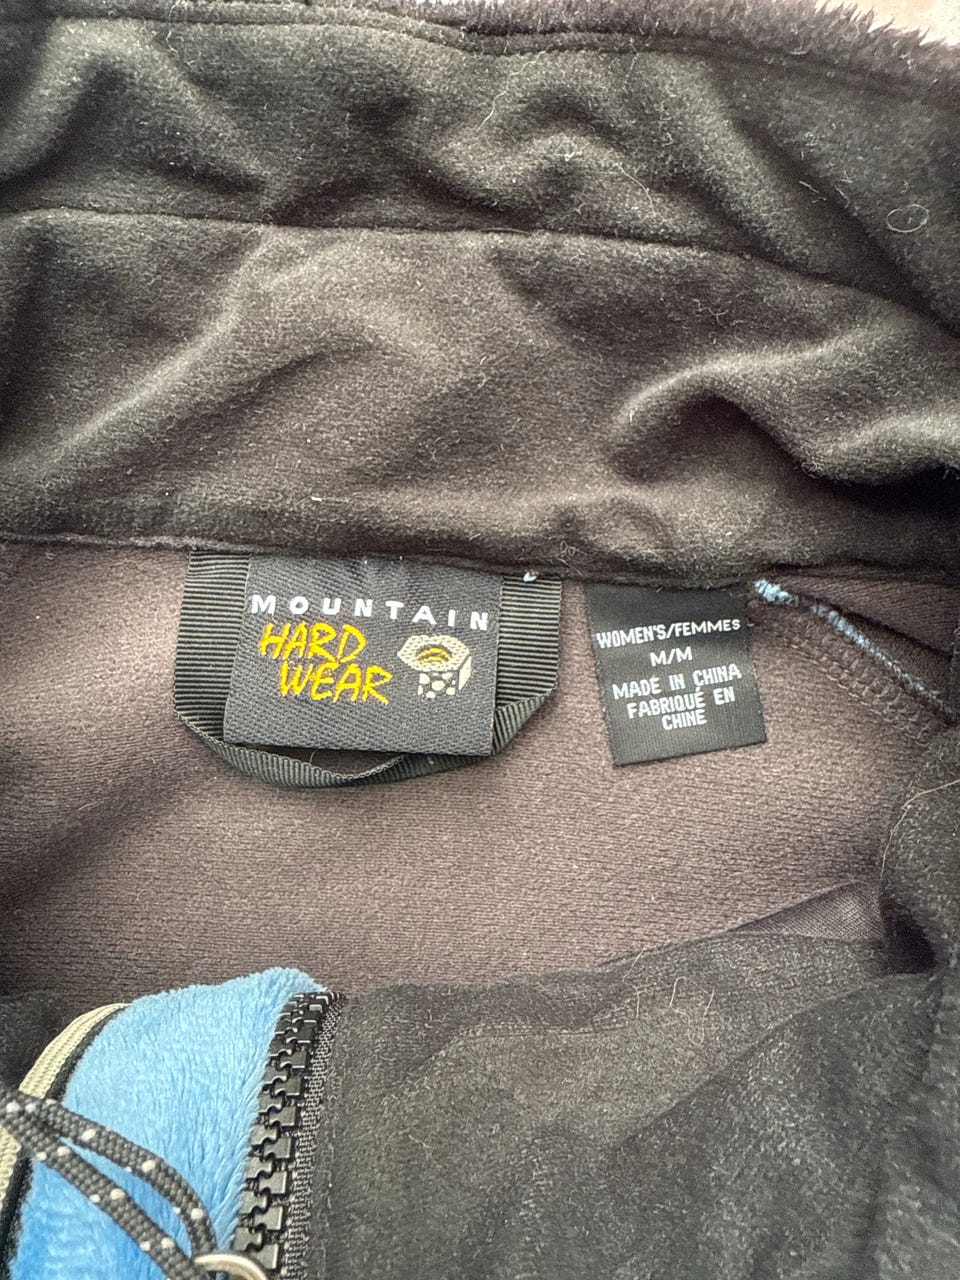 MOUNTAIN
HARD
WEAR
WOMEN'S/FEMMES
M/M
MADE IN CHINA
FABRIQUÉ EN
CHINE